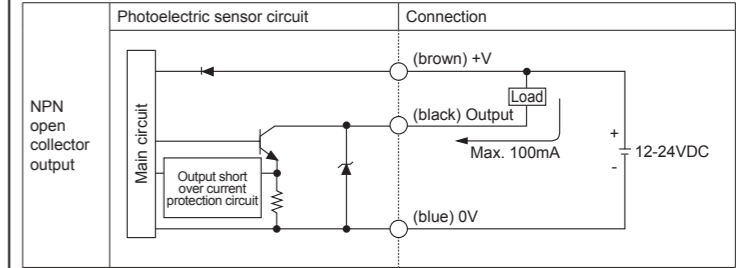 Photoelectric sensor circuit
Connection
NPN
open
collector
output
Main circuit
(brown) +V
Load
(black) Output
Max. 100mA
+
12-24VDC
-
Output short
over current
protection circuit
(blue) 0V